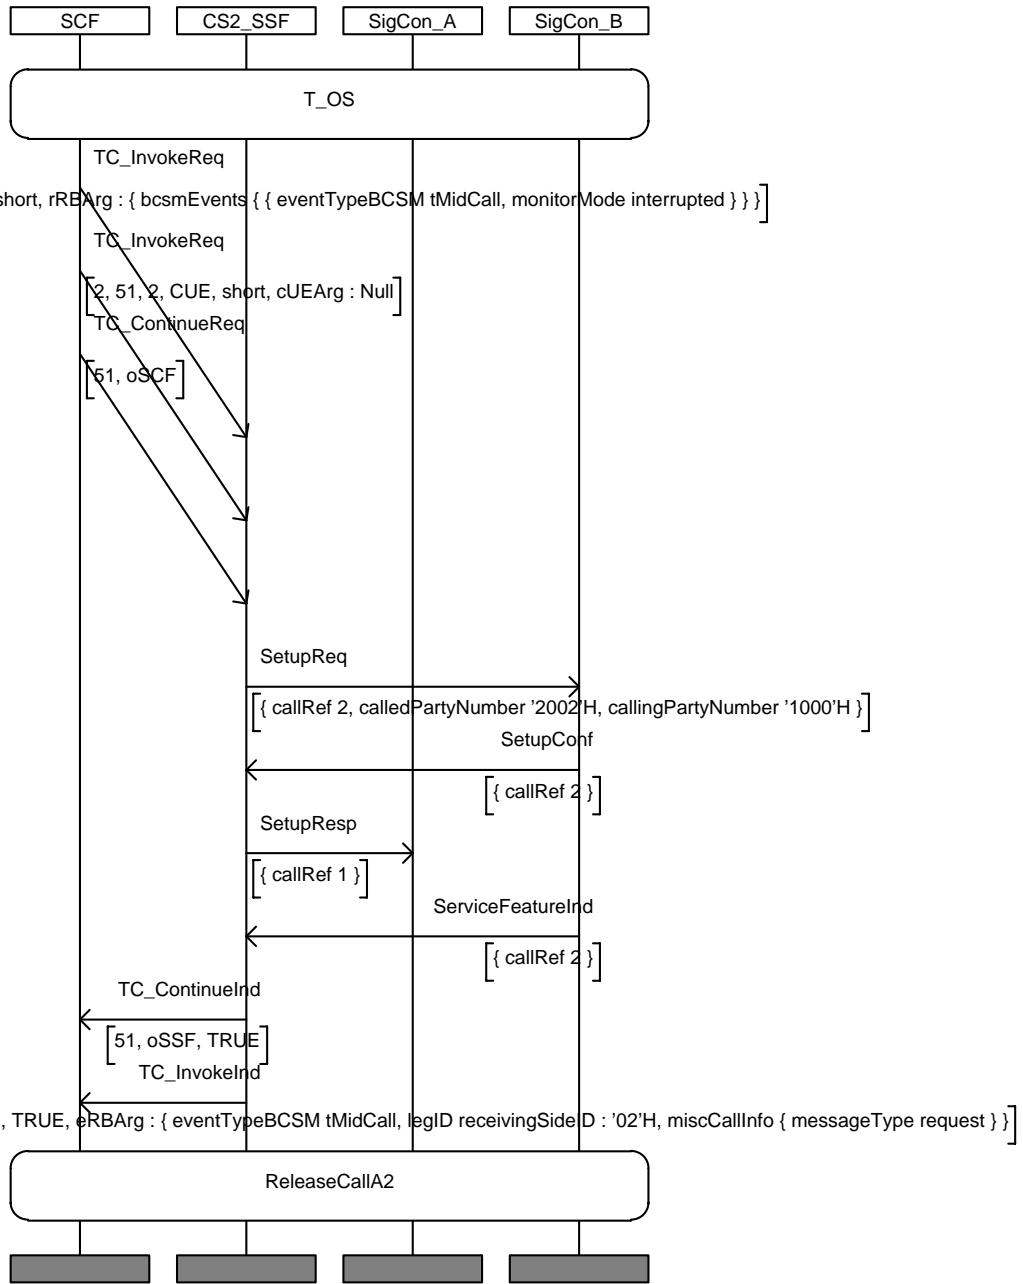 SCF CS2_SSF SigCon_A SigCon_B
T_OS
TC_InvokeReq
short, rRBArg : { bcsmEvents { { eventTypeBCSM tMidCall, monitorMode interrupted } } }
TC_InvokeReq
2, 51, 2, CUE, short, cUEArg : Null
TC_ContinueReq
51, oSCF
SetupReq
{ callRef 2, calledPartyNumber '2002'H, callingPartyNumber '1000'H }
SetupConf
{ callRef 2 }
SetupResp
{ callRef 1 }
ServiceFeatureInd
{ callRef 2 }
TC_ContinueInd
51, oSSF, TRUE
TC_InvokeInd
, TRUE, eRBArg : { eventTypeBCSM tMidCall, legID receivingSideID : '02'H, miscCallInfo { messageType request } }
ReleaseCallA2